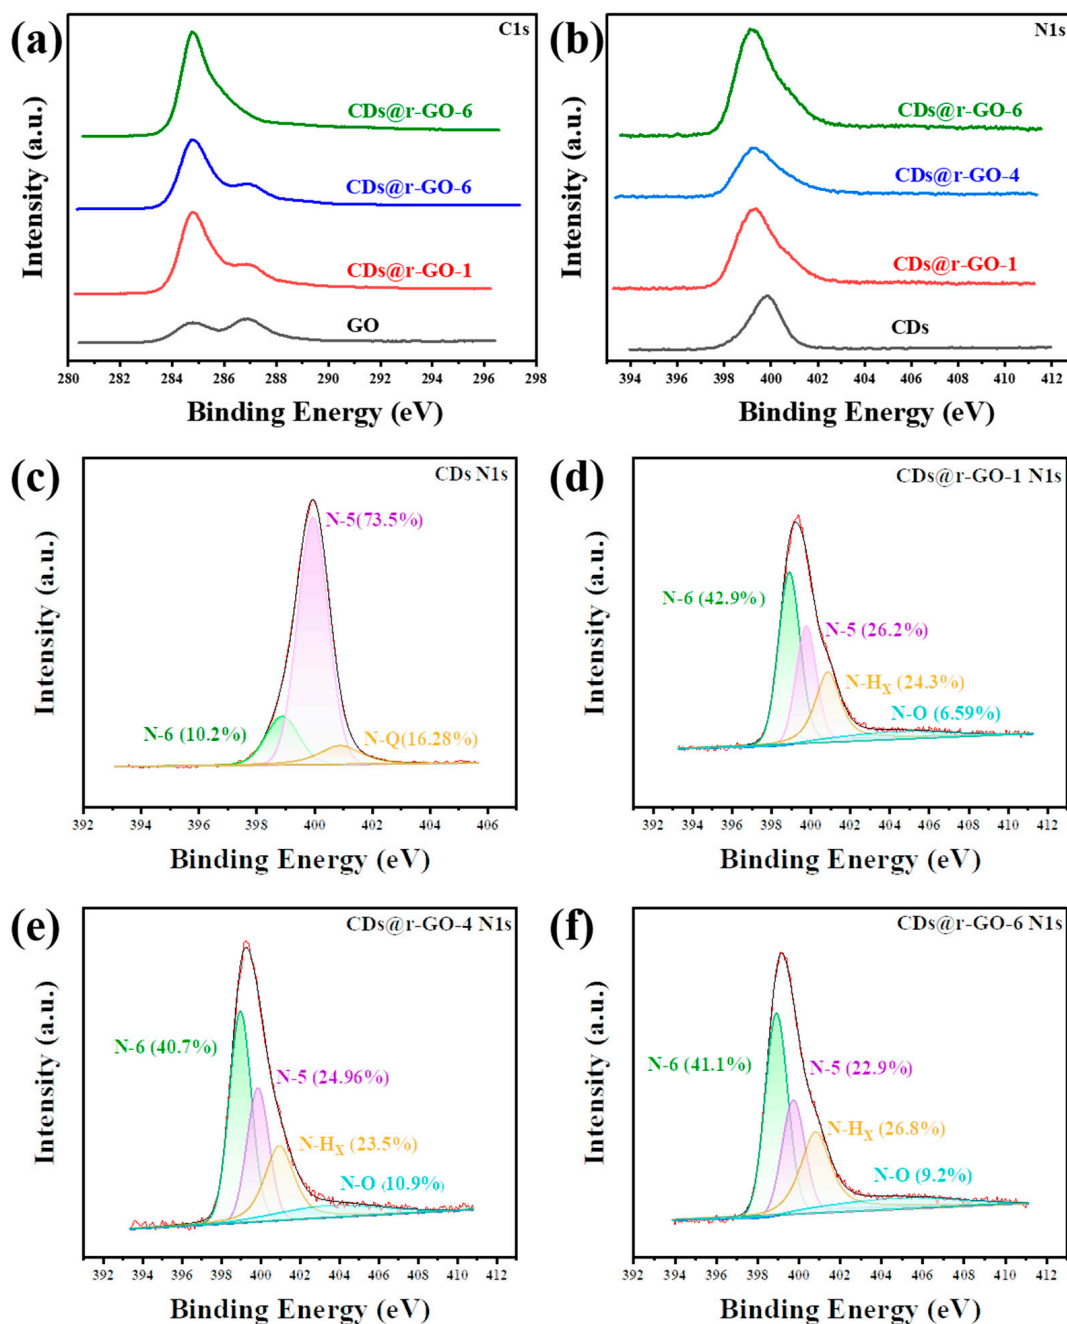 (a)
C1s
CDs@r-GO-6
CDs@r-GO-6
CDs@r-GO-1
GO
Intensity (a.u.)
280 282 284 286 288 290 292 294 296 298
Binding Energy (eV)
(b)
N1s
CDs@r-GO-6
CDs@r-GO-4
CDs@r-GO-1
CDs
Intensity (a.u.)
394 396 398 400 402 404 406 408 410 412
Binding Energy (eV)
(c)
CDs N1s
N-5(73.5%)
N-6 (10.2%)
N-Q(16.28%)
Intensity (a.u.)
392 394 396 398 400 402 404 406
Binding Energy (eV)
(d)
CDs@r-GO-1 N1s
N-6 (42.9%)
N-5 (26.2%)
N-HX (24.3%)
N-O (6.59%)
Intensity (a.u.)
392 394 396 398 400 402 404 406 408 410 412
Binding Energy (eV)
(e)
CDs@r-GO-4 N1s
N-6 (40.7%)
N-5 (24.96%)
N-HX (23.5%)
N-O (10.9%)
Intensity (a.u.)
392 394 396 398 400 402 404 406 408 410 412
Binding Energy (eV)
(f)
CDs@r-GO-6 N1s
N-6 (41.1%)
N-5 (22.9%)
N-HX (26.8%)
N-O (9.2%)
Intensity (a.u.)
392 394 396 398 400 402 404 406 408 410 412
Binding Energy (eV)